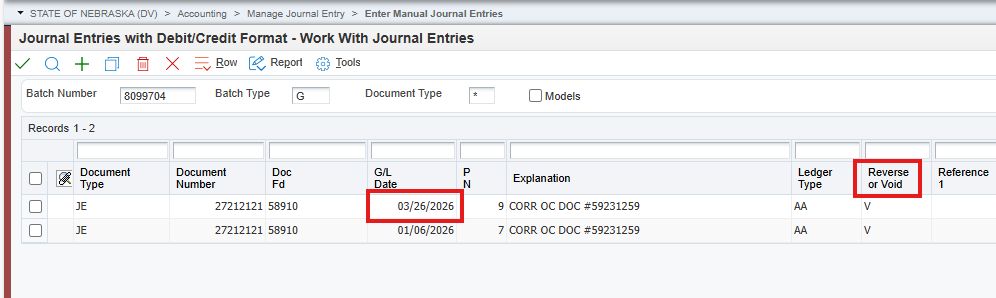 STATE OF NEBRASKA (DV) > Accounting > Manage Journal Entry > Enter Manual Journal Entries
Journal Entries with Debit/Credit Format - Work With Journal Entries
Row Report Tools
Batch Number 8099704 Batch Type G Document Type * Models
Records 1 - 2
Document Type Document Number Doc Fd G/L Date P N Explanation Ledger Type Reverse or Void Reference 1
JE 27212121 58910 03/26/2026 9 CORR OC DOC #59231259 AA V
JE 27212121 58910 01/06/2026 7 CORR OC DOC #59231259 AA V